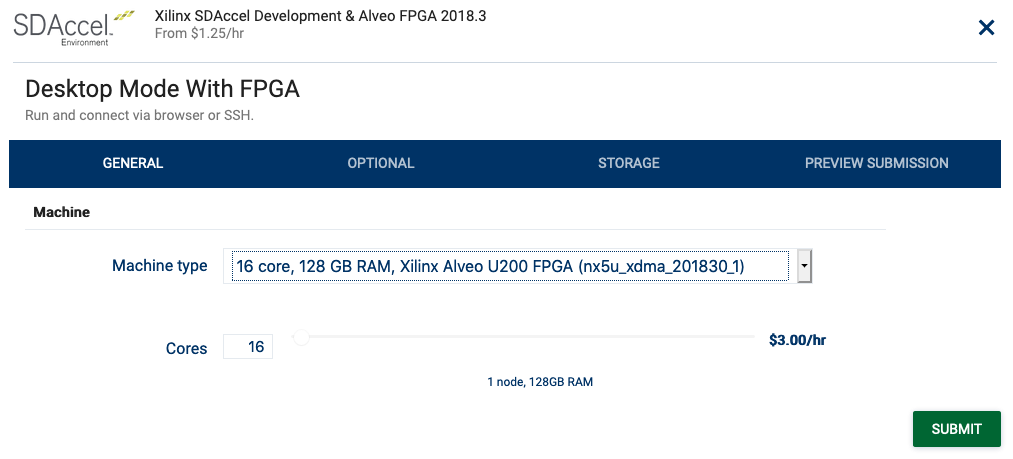 SDAccel™
Environment
Xilinx SDAccel Development & Alveo FPGA 2018.3
From $1.25/hr
Desktop Mode With FPGA
Run and connect via browser or SSH.
GENERAL OPTIONAL STORAGE PREVIEW SUBMISSION
Machine
Machine type 16 core, 128 GB RAM, Xilinx Alveo U200 FPGA (nx5u_xdma_201830_1)
Cores 16 $3.00/hr
1 node, 128GB RAM
SUBMIT